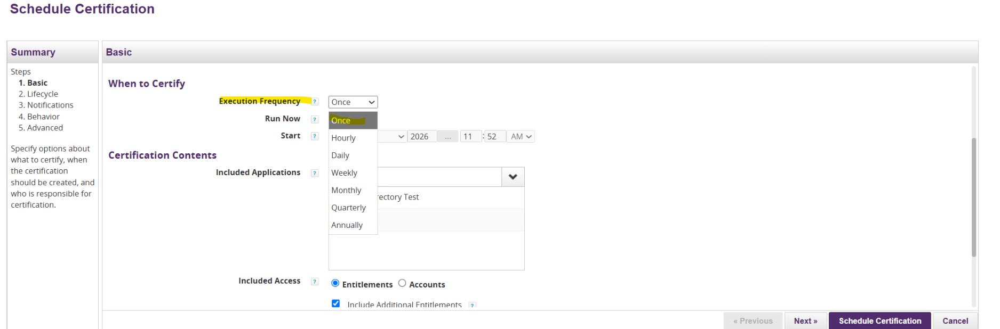 Schedule Certification
Summary
Steps
1. Basic
2. Lifecycle
3. Notifications
4. Behavior
5. Advanced
Specify options about
what to certify, when
the certification
should be created, and
who is responsible for
certification.
Basic
When to Certify
Execution Frequency ? Once
Once
Hourly
Daily
Weekly
Monthly
Quarterly
Annually
Run Now ?
Start ? 2026 ... 11 : 52 AM
Certification Contents
Included Applications ?
rectory Test
Included Access ? Entitlements Accounts
Include Additional Entitlements ?
« Previous Next » Schedule Certification Cancel